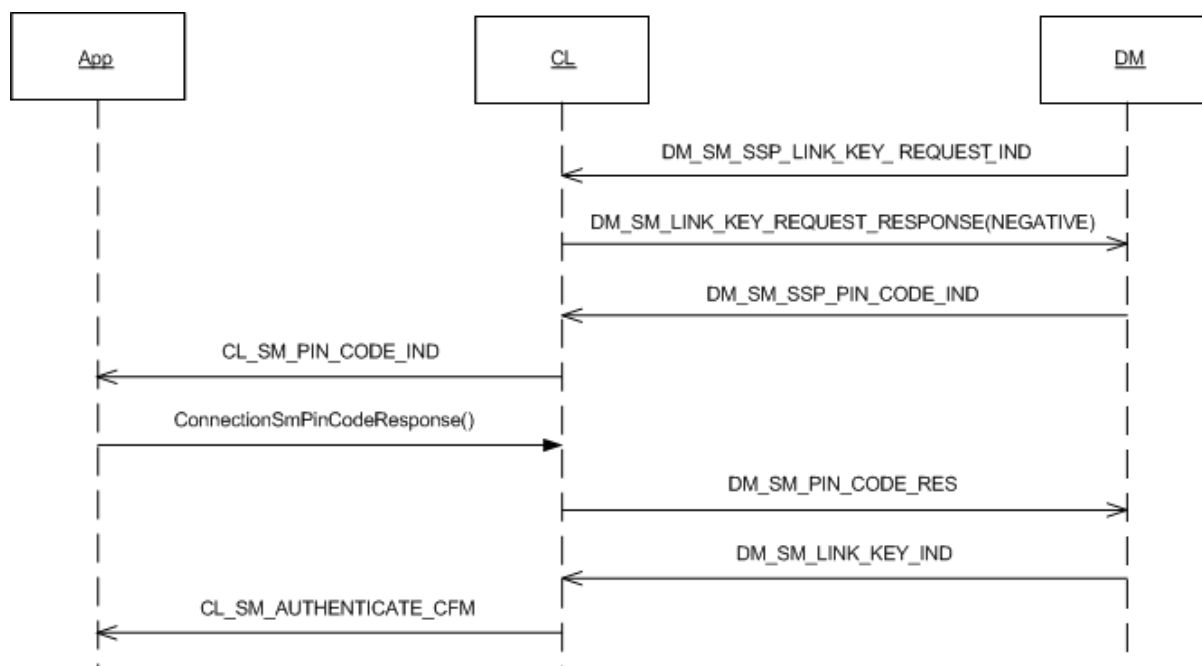 App
CL
DM
DM_SM_SSP_LINK_KEY_ REQUEST_IND
DM_SM_LINK_KEY_REQUEST_RESPONSE(NEGATIVE)
DM_SM_SSP_PIN_CODE_IND
CL_SM_PIN_CODE_IND
ConnectionSmPinCodeResponse()
DM_SM_PIN_CODE_RES
DM_SM_LINK_KEY_IND
CL_SM_AUTHENTICATE_CFM